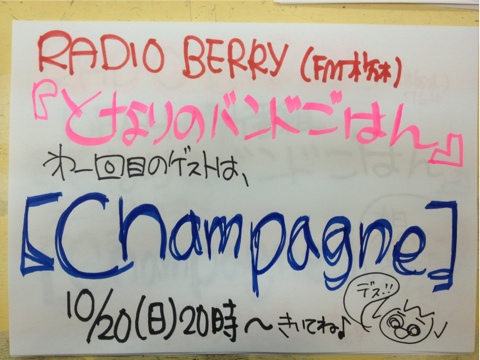 RADIO BERRY (FM栃木)
『となりのバンドごはん』
第一回目のゲストは、
【Champagne】
10/20(日)20時〜きいてね♪
デス!!